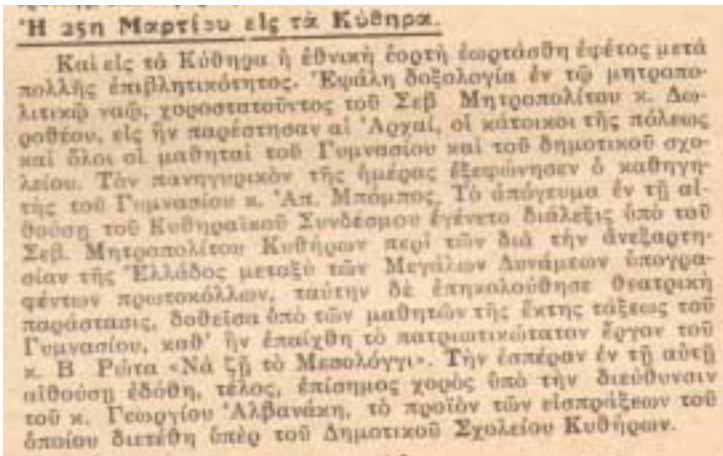 Ἡ 25η Μαρτίου εἰς τὰ Κύθηρα.
Καὶ εἰς τὰ Κύθηρα ἡ ἐθνικὴ ἑορτὴ ἑωρτάσθη ἐφέτος μετὰ
πολλῆς ἐπιβλητικότητος. Ἐψάλη δοξολογία ἐν τῷ μητροπο-
λιτικῷ ναῷ, χοροστατοῦντος τοῦ Σεβ Μητροπολίτου κ. Δω-
ροθέου, εἰς ἣν παρέστησαν αἱ Ἀρχαί, οἱ κάτοικοι τῆς πόλεως
καὶ ὅλοι οἱ μαθηταὶ τοῦ Γυμνασίου καὶ τοῦ δημοτικοῦ σχο-
λείου. Τὸν πανηγυρικὸν τῆς ἡμέρας ἐξεφώνησεν ὁ καθηγη-
τὴς τοῦ Γυμνασίου κ. Ἀπ. Μπόμπος. Τὸ ἀπόγευμα ἐν τῇ αἰ-
θούσῃ τοῦ Κυθηραϊκοῦ Συνδέσμου ἐγένετο διάλεξις ὑπὸ τοῦ
Σεβ. Μητροπολίτου Κυθήρων περὶ τῶν διὰ τὴν ἀνεξαρτη-
σίαν τῆς Ἑλλάδος μεταξὺ τῶν Μεγάλων Δυνάμεων ὑπογρα-
φέντων πρωτοκόλλων, ταύτην δὲ ἐπηκολούθησε θεατρικὴ
παράστασις, δοθεῖσα ὑπὸ τῶν μαθητῶν τῆς ἕκτης τάξεως τοῦ
Γυμνασίου, καθ' ἣν ἐπαίχθη τὸ πατριωτικώτατον ἔργον τοῦ
κ. Β Ρώτα «Νὰ ζῇ τὸ Μεσολόγγι». Τὴν ἑσπέραν ἐν τῇ αὐτῇ
αἰθούσῃ ἐδόθη, τέλος, ἐπίσημος χορὸς ὑπὸ τὴν διεύθυνσιν
τοῦ κ. Γεωργίου Ἀλβανάκη, τὸ προϊὸν τῶν εἰσπράξεων τοῦ
ὁποίου διετέθη ὑπὲρ τοῦ Δημοτικοῦ Σχολείου Κυθήρων.